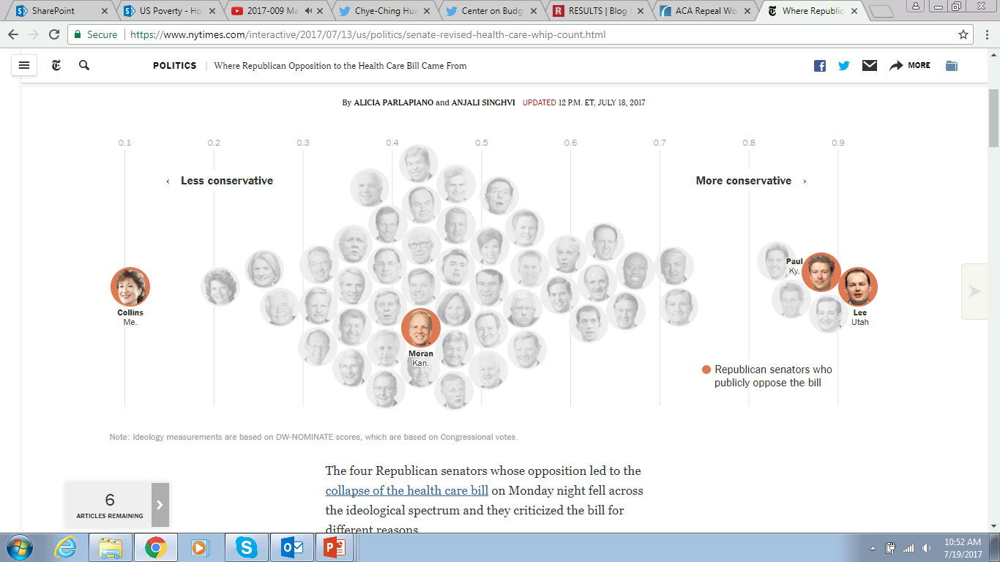 SharePoint
US Poverty - Ho
2017-009 Ma
Chye-Ching Hua
Center on Budg
RESULTS | Blog
ACA Repeal Wo
Where Republic
Secure | https://www.nytimes.com/interactive/2017/07/13/us/politics/senate-revised-health-care-whip-count.html
POLITICS | Where Republican Opposition to the Health Care Bill Came From
MORE
By ALICIA PARLAPIANO and ANJALI SINGHVI UPDATED 12 P.M. ET, JULY 18, 2017
0.1 0.2 0.3 0.4 0.5 0.6 0.7 0.8 0.9
‹ Less conservative
More conservative ›
Paul
Ky.
Collins
Me.
Lee
Utah
Moran
Kan.
Republican senators who
publicly oppose the bill
Note: Ideology measurements are based on DW-NOMINATE scores, which are based on Congressional votes.
The four Republican senators whose opposition led to the
collapse of the health care bill on Monday night fell across
the ideological spectrum and they criticized the bill for
different reasons
6
ARTICLES REMAINING
10:52 AM
7/19/2017